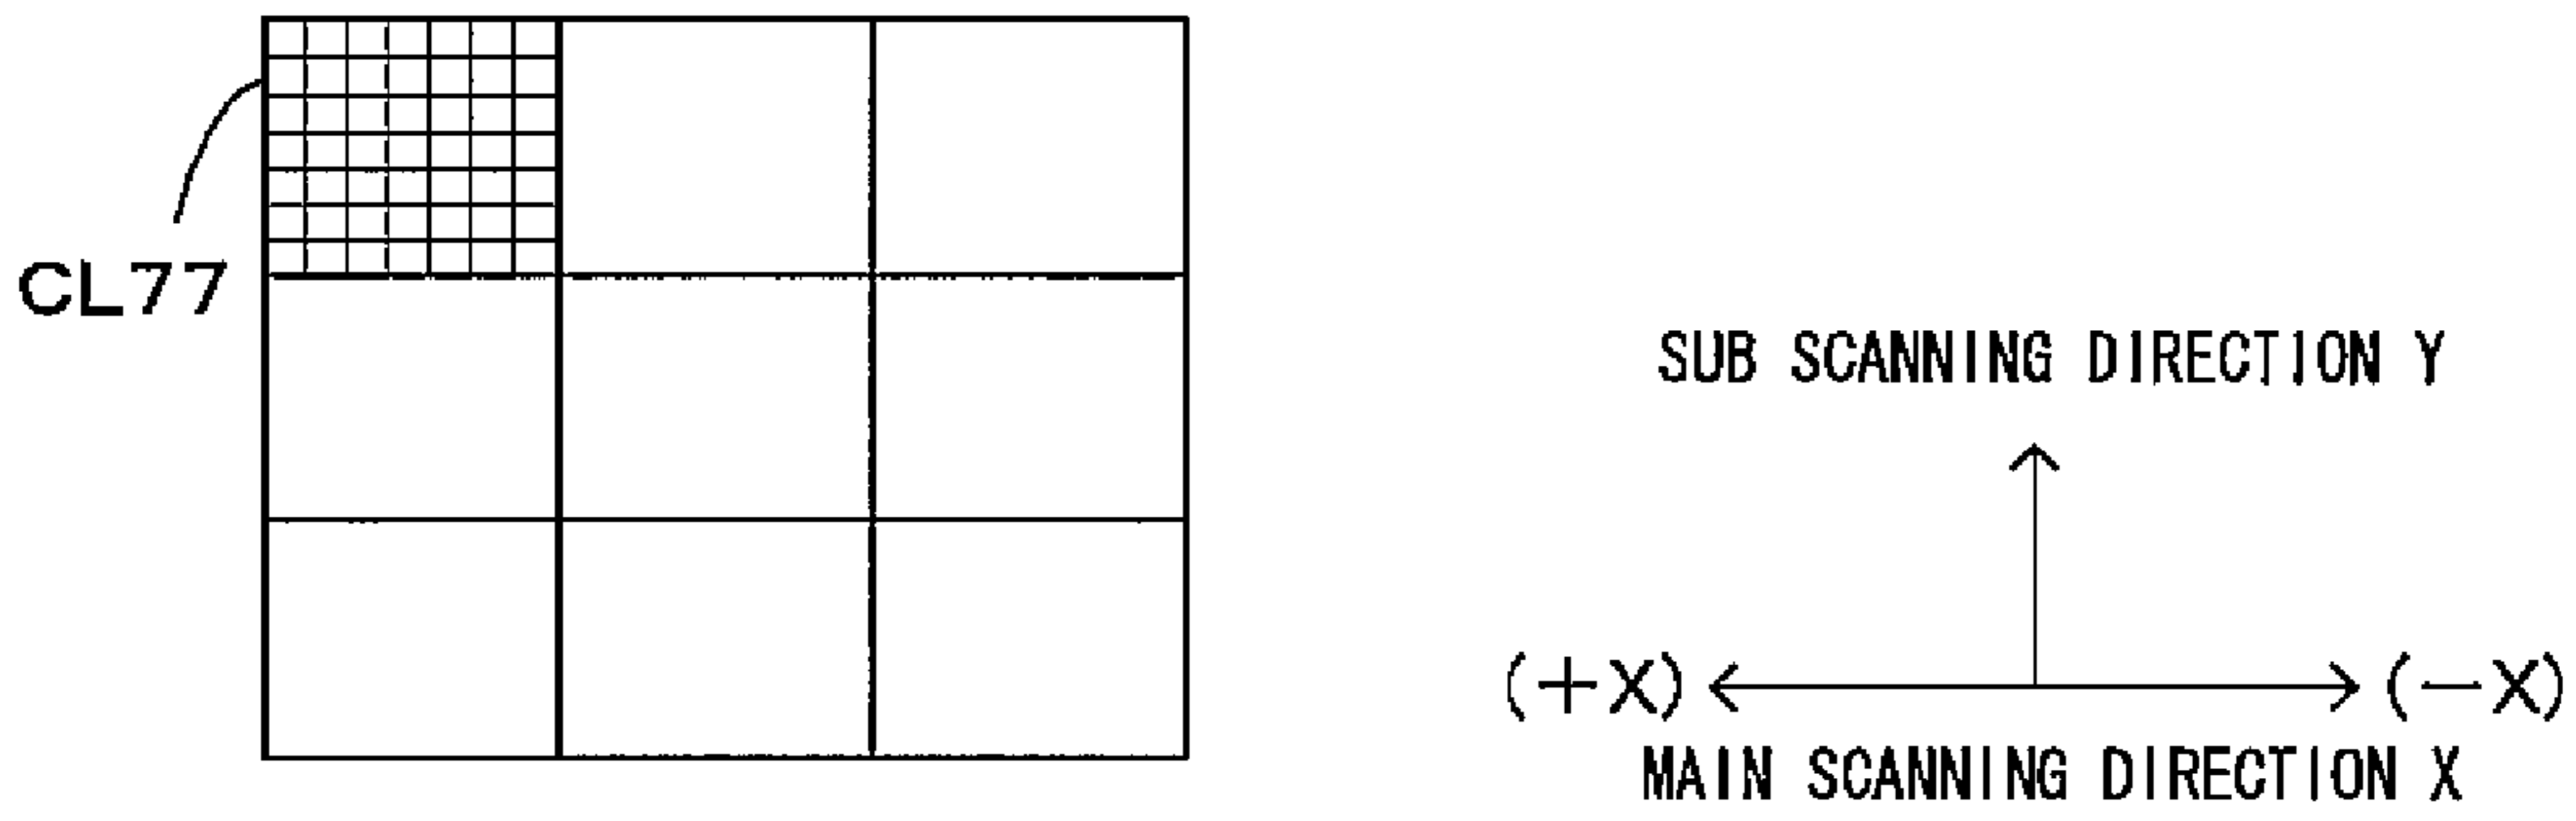 CL77
SUB SCANNING DIRECTION Y
(+X) (−X)
MAIN SCANNING DIRECTION X